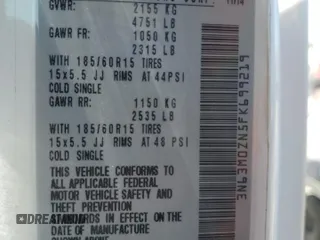 GVWR: 2155 KG
4751 LB
GAWR FR: 1050 KG
2315 LB
WITH 185/60R15 TIRES
15x5.5 JJ RIMS AT 44PSI
COLD SINGLE
GAWR RR: 1150 KG
2535 LB
WITH 185/60R15 TIRES
15x5.5 JJ RIMS AT 48 PSI
COLD SINGLE
THIS VEHICLE CONFORMS TO
ALL APPLICABLE FEDERAL
MOTOR VEHICLE SAFETY AND
THEFT PREVENTION
STANDARDS IN EFFECT ON
THE DATE OF MANUFACTURE
3N63M0ZN5FK699219